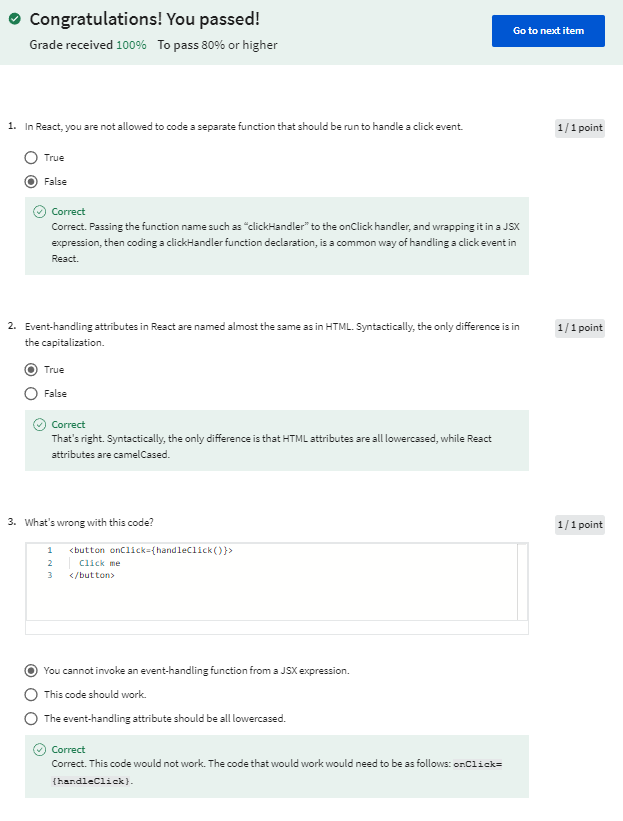 Congratulations! You passed!
Grade received 100% To pass 80% or higher
Go to next item
1. In React, you are not allowed to code a separate function that should be run to handle a click event.
1 / 1 point
True
False
Correct
Correct. Passing the function name such as “clickHandler” to the onClick handler, and wrapping it in a JSX
expression, then coding a clickHandler function declaration, is a common way of handling a click event in
React.
2. Event-handling attributes in React are named almost the same as in HTML. Syntactically, the only difference is in
the capitalization.
1 / 1 point
True
False
Correct
That's right. Syntactically, the only difference is that HTML attributes are all lowercased, while React
attributes are camelCased.
3. What's wrong with this code?
1 / 1 point
1 <button onClick={handleClick()}>
2 Click me
3 </button>
You cannot invoke an event-handling function from a JSX expression.
This code should work.
The event-handling attribute should be all lowercased.
Correct
Correct. This code would not work. The code that would work would need to be as follows: onClick=
{handleClick}.